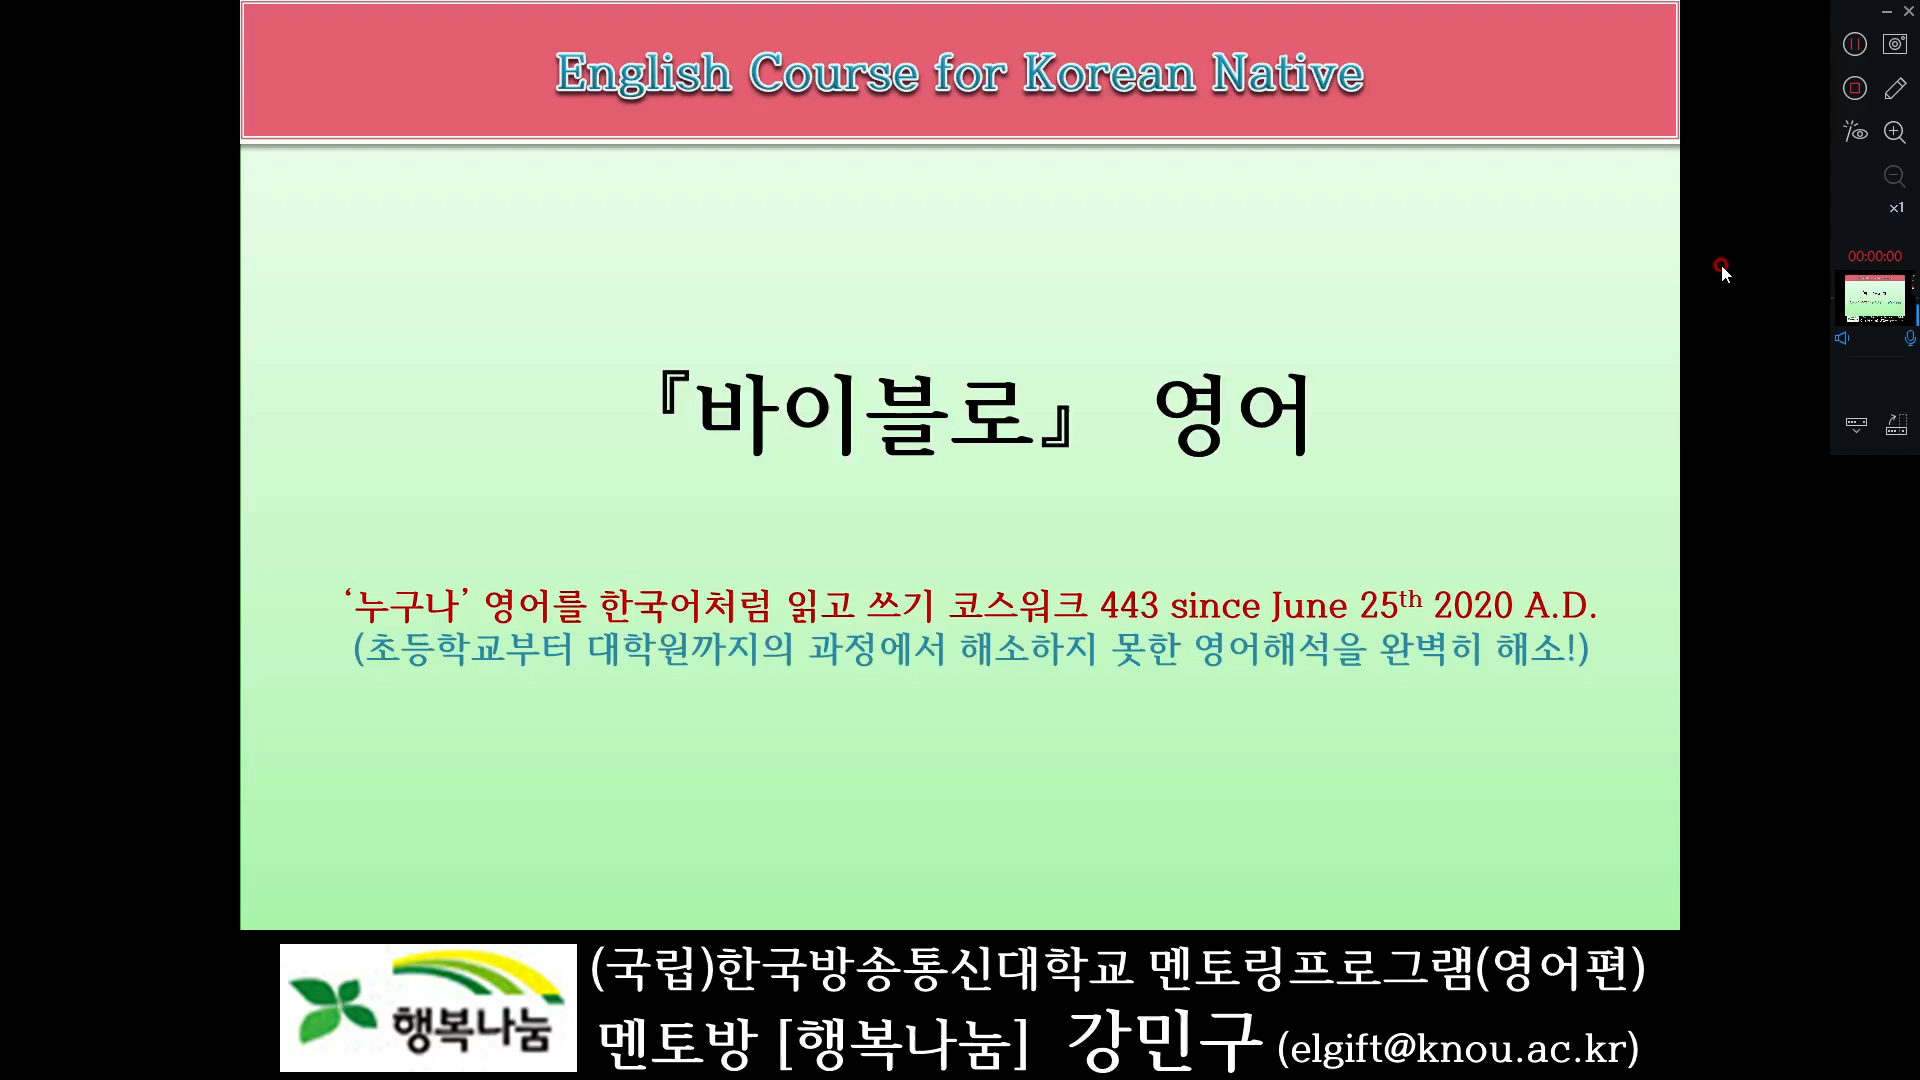 English Course for Korean Native
『바이블로』 영어
‘누구나’ 영어를 한국어처럼 읽고 쓰기 코스워크 443 since June 25th 2020 A.D.
(초등학교부터 대학원까지의 과정에서 해소하지 못한 영어해석을 완벽히 해소!)
x1
00:00:00
행복나눔
(국립)한국방송통신대학교 멘토링프로그램(영어편)
멘토방 [행복나눔] 강민구 (elgift@knou.ac.kr)